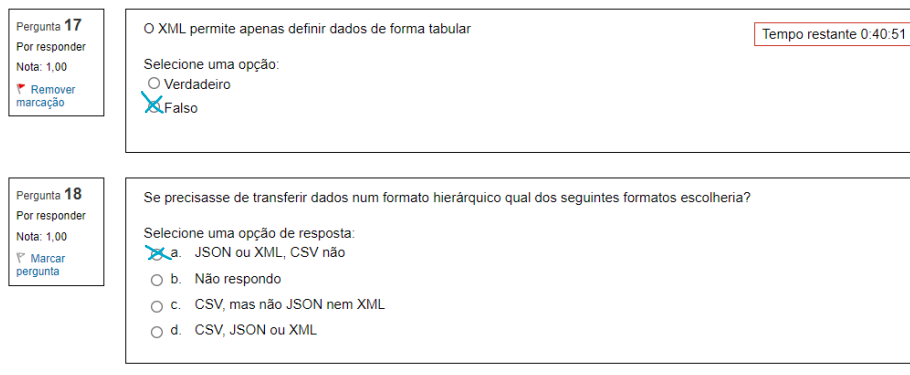 Pergunta 17
Por responder
Nota: 1,00
Remover
marcação
O XML permite apenas definir dados de forma tabular
Tempo restante 0:40:51
Selecione uma opção:
Verdadeiro
Falso
Pergunta 18
Por responder
Nota: 1,00
Marcar
pergunta
Se precisasse de transferir dados num formato hierárquico qual dos seguintes formatos escolheria?
Selecione uma opção de resposta:
a. JSON ou XML, CSV não
b. Não respondo
c. CSV, mas não JSON nem XML
d. CSV, JSON ou XML